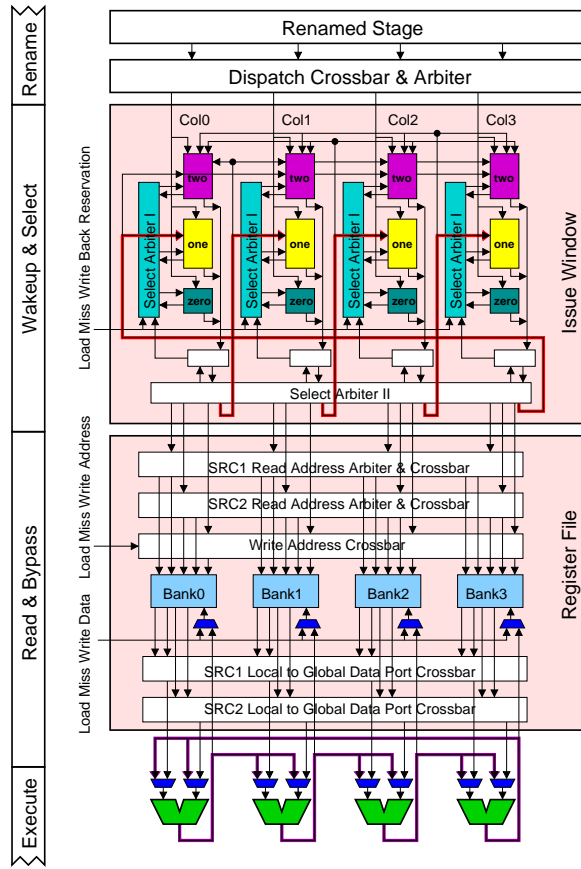 Rename
Renamed Stage
Dispatch Crossbar & Arbiter
Wakeup & Select
Load Miss Write Back Reservation
Issue Window
Col0 Col1 Col2 Col3
two two two two
Select Arbiter I Select Arbiter I Select Arbiter I Select Arbiter I
one one one one
zero zero zero zero
Select Arbiter II
Read & Bypass
Load Miss Write Address
Register File
SRC1 Read Address Arbiter & Crossbar
SRC2 Read Address Arbiter & Crossbar
Write Address Crossbar
Bank0 Bank1 Bank2 Bank3
Load Miss Write Data
SRC1 Local to Global Data Port Crossbar
SRC2 Local to Global Data Port Crossbar
Execute